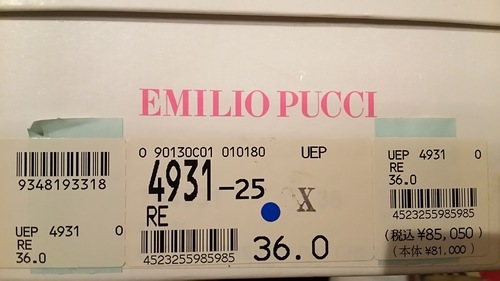 EMILIO PUCCI
9348193318
UEP 4931 0
RE
36.0
0 90130C01 010180 UEP
4931-25
X
RE
4523255985985
36.0
UEP 4931 0
RE
36.0
4523255985985
(税込 ¥85,050)
(本体 ¥81,000)